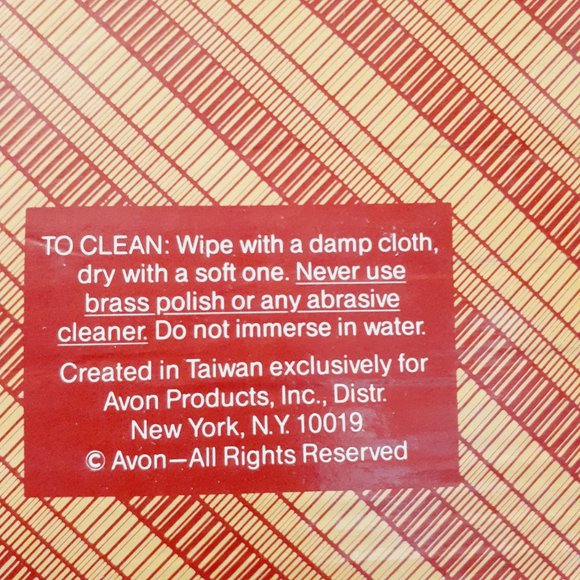 TO CLEAN: Wipe with a damp cloth,
dry with a soft one. Never use
brass polish or any abrasive
cleaner. Do not immerse in water.
Created in Taiwan exclusively for
Avon Products, Inc., Distr.
New York, N.Y. 10019
© Avon—All Rights Reserved